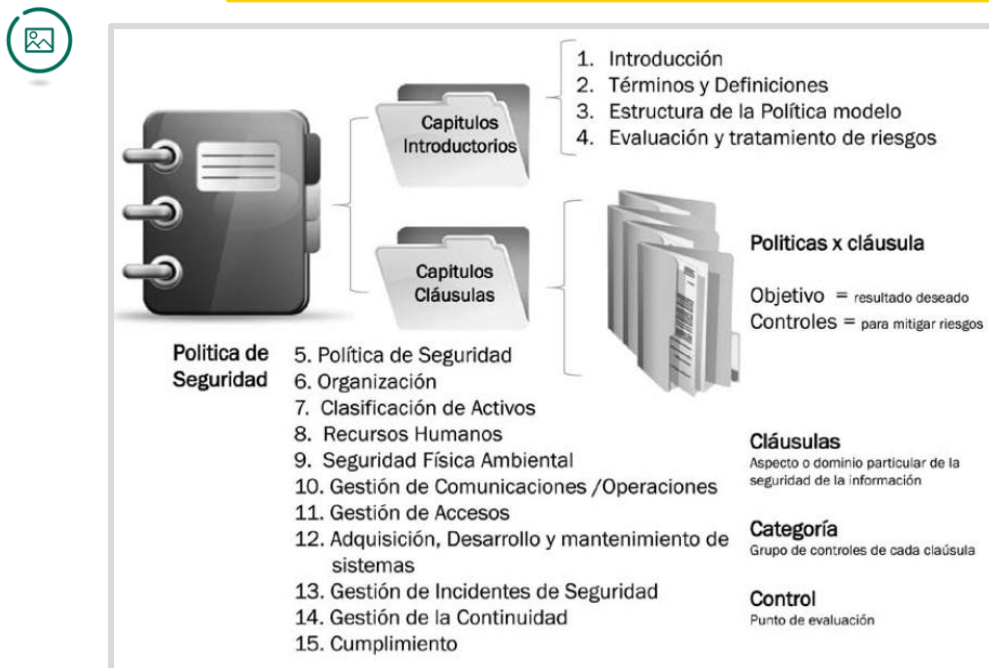 Capitulos
Introductorios
1. Introducción
2. Términos y Definiciones
3. Estructura de la Política modelo
4. Evaluación y tratamiento de riesgos
Capitulos
Cláusulas
Politicas x cláusula
Objetivo = resultado deseado
Controles = para mitigar riesgos
Politica de
Seguridad
5. Política de Seguridad
6. Organización
7. Clasificación de Activos
8. Recursos Humanos
9. Seguridad Física Ambiental
10. Gestión de Comunicaciones /Operaciones
11. Gestión de Accesos
12. Adquisición, Desarrollo y mantenimiento de
sistemas
13. Gestión de Incidentes de Seguridad
14. Gestión de la Continuidad
15. Cumplimiento
Cláusulas
Aspecto o dominio particular de la
seguridad de la información
Categoría
Grupo de controles de cada claúsula
Control
Punto de evaluación